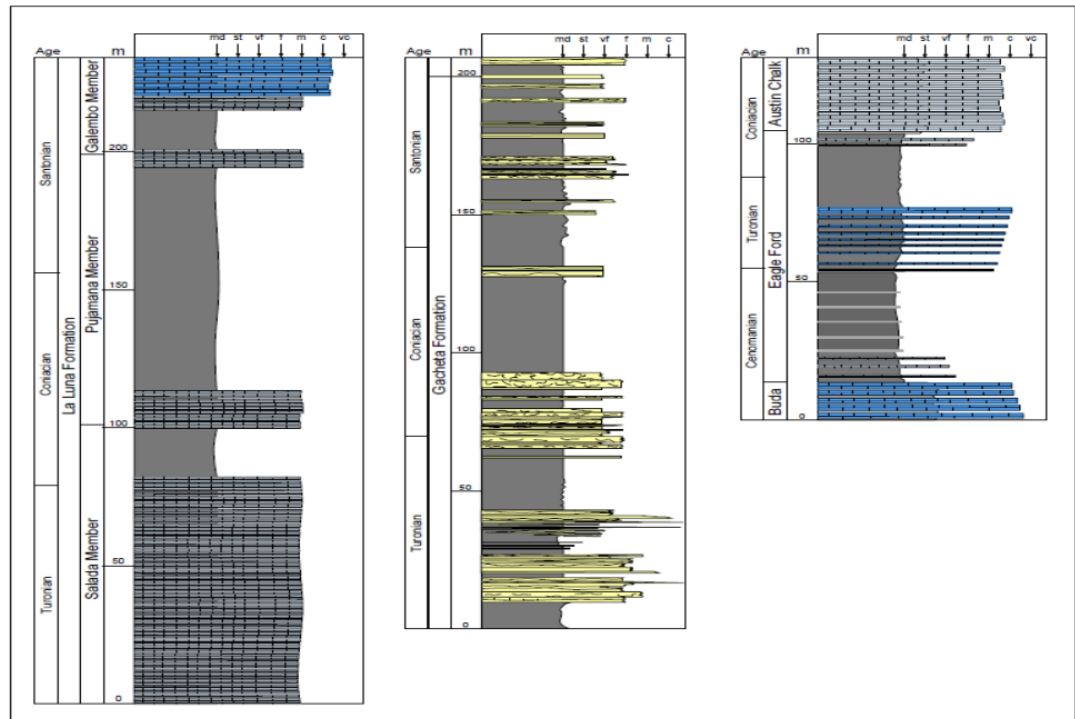 md st vf f m c vc
Age m
Santonian
Coniacian
Turonian
La Luna Formation
Galembo Member
Pujamana Member
Salada Member
200
150
100
50
0
md st vf f m c
Age m
Santonian
Coniacian
Turonian
Gacheta Formation
200
150
100
50
0
md st vf f m c vc
Age m
Coniacian
Turonian
Cenomanian
Austin Chalk
Eagle Ford
Buda
100
50
0